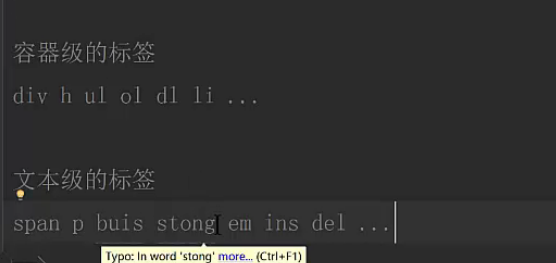 容器级的标签
div h ul ol dl li ...
文本级的标签
span p buis stong em ins del ...
Typo: In word 'stong' more... (Ctrl+F1)